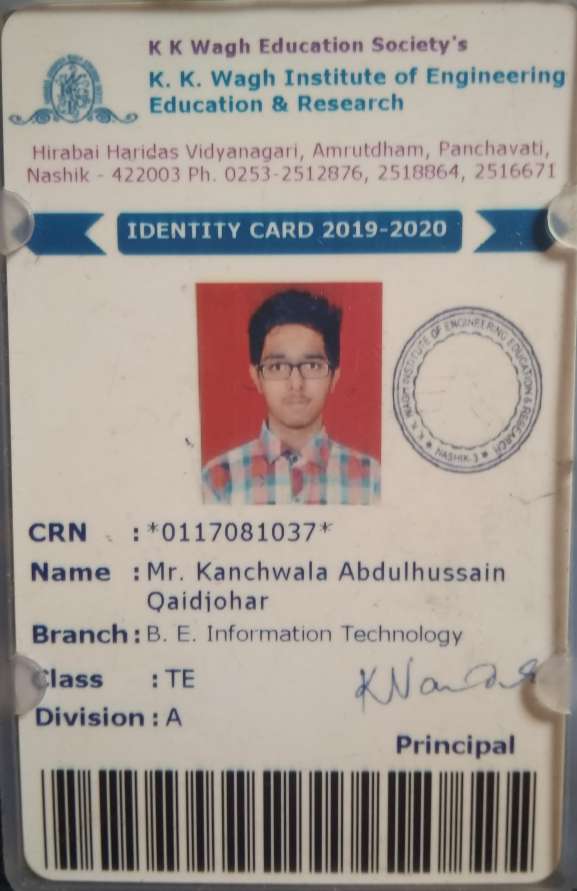 K K Wagh Education Society's
K. K. Wagh Institute of Engineering
Education & Research
Hirabai Haridas Vidyanagari, Amrutdham, Panchavati,
Nashik - 422003 Ph. 0253-2512876, 2518864, 2516671
IDENTITY CARD 2019-2020
K. K. WAGH INSTITUTE OF ENGINEERING EDUCATION & RESEARCH
NASHIK-3
CRN : *0117081037*
Name : Mr. Kanchwala Abdulhussain
Qaidjohar
Branch : B. E. Information Technology
Class : TE
Division : A
Principal